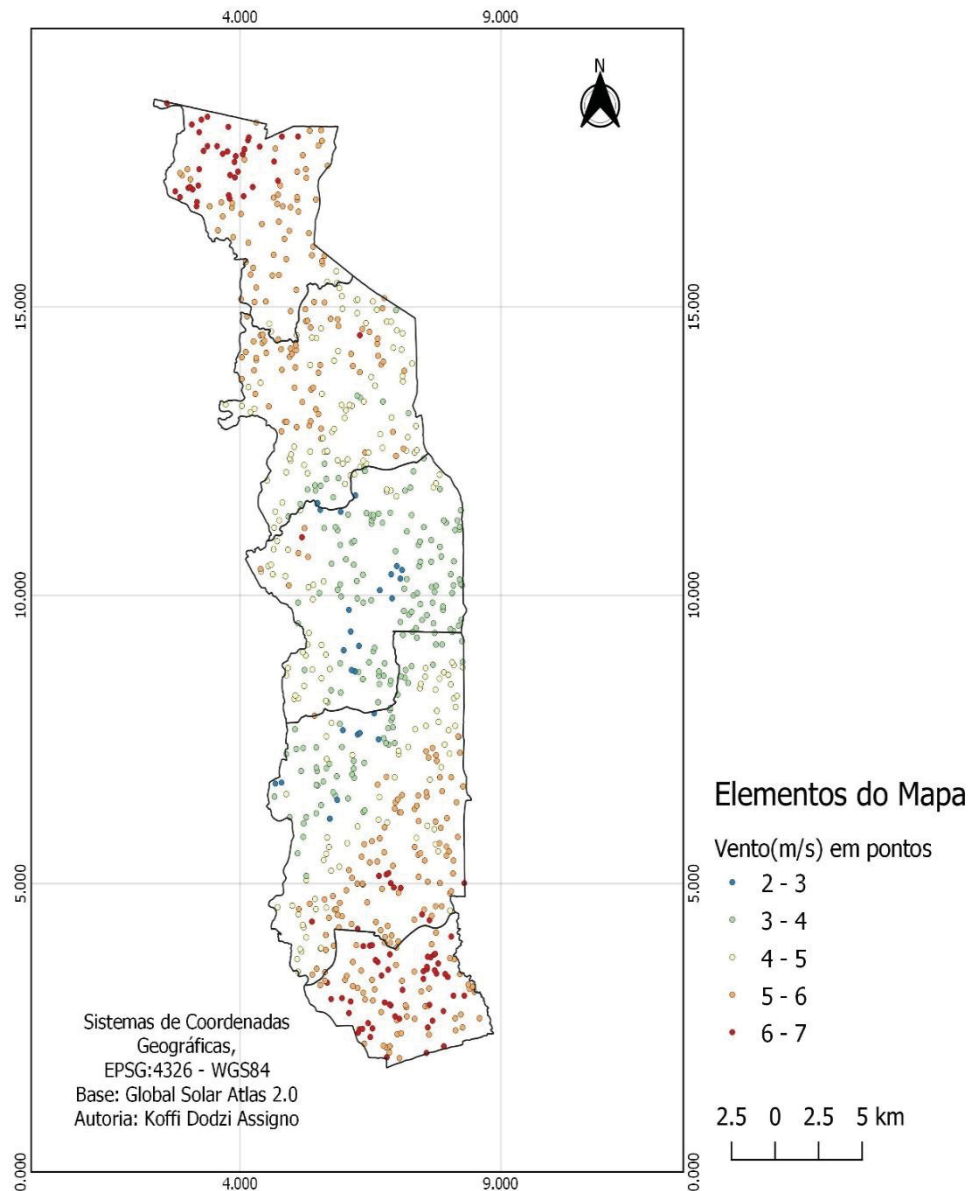 4.000
9.000
N
15.000
15.000
10.000
10.000
5.000
5.000
0.000
0.000
4.000
9.000
Sistemas de Coordenadas
Geográficas,
EPSG:4326 - WGS84
Base: Global Solar Atlas 2.0
Autoria: Koffi Dodzi Assigno
Elementos do Mapa
Vento(m/s) em pontos
2 - 3
3 - 4
4 - 5
5 - 6
6 - 7
2.5 0 2.5 5 km